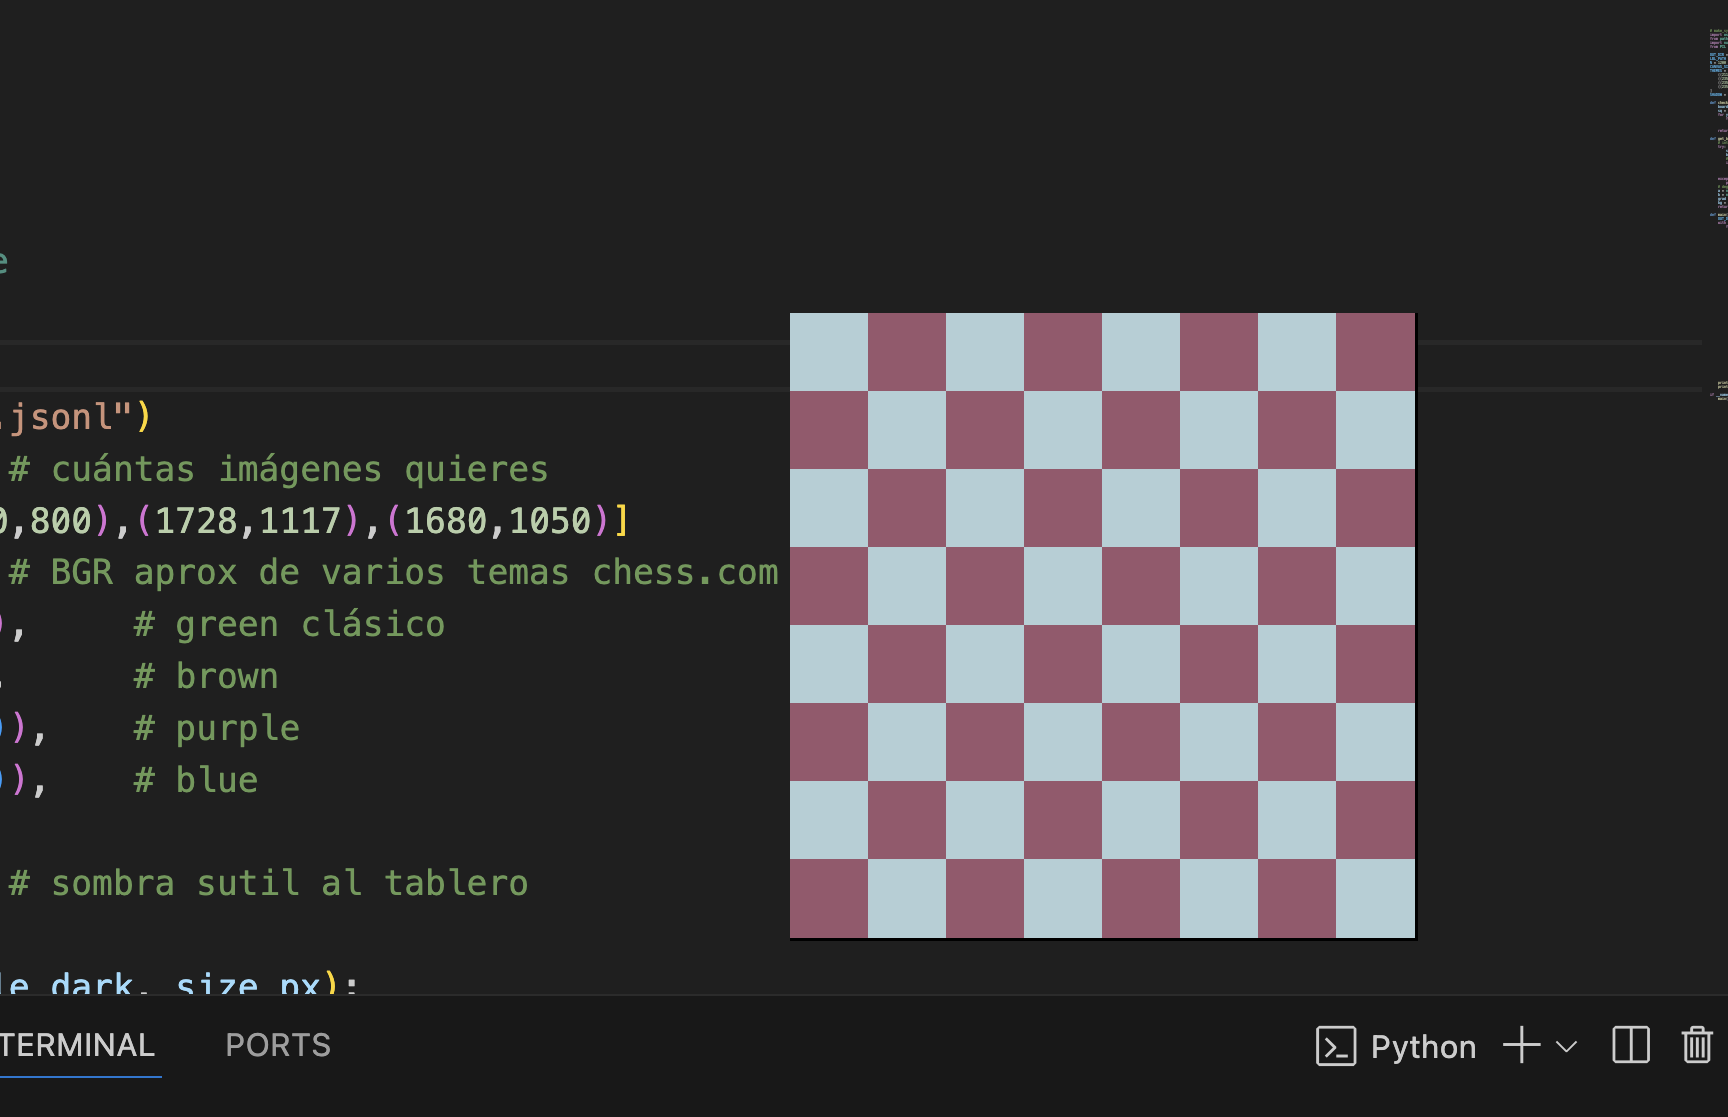 e
.jsonl")
# cuántas imágenes quieres
0,800),(1728,1117),(1680,1050)]
# BGR aprox de varios temas chess.com
), # green clásico
# brown
)), # purple
)), # blue
# sombra sutil al tablero
le_dark, size_px):
TERMINAL PORTS Python